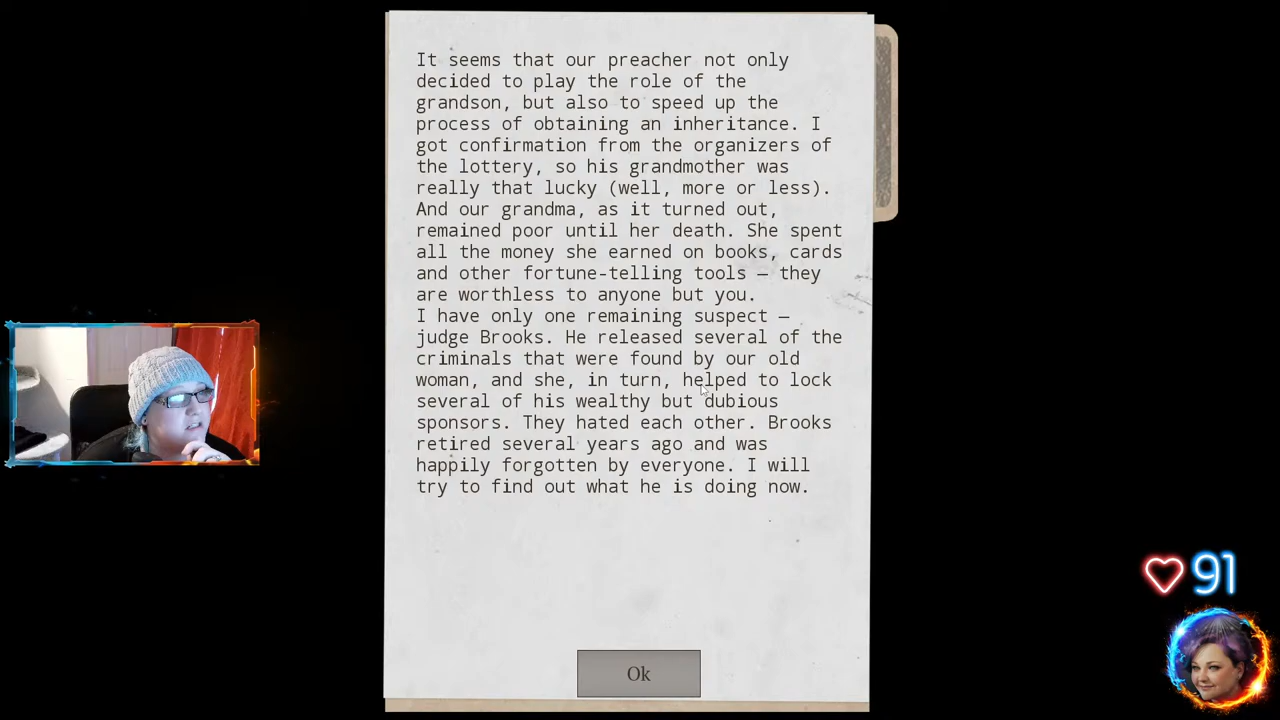 It seems that our preacher not only
decided to play the role of the
grandson, but also to speed up the
process of obtaining an inheritance. I
got confirmation from the organizers of
the lottery, so his grandmother was
really that lucky (well, more or less).
And our grandma, as it turned out,
remained poor until her death. She spent
all the money she earned on books, cards
and other fortune-telling tools — they
are worthless to anyone but you.
I have only one remaining suspect —
judge Brooks. He released several of the
criminals that were found by our old
woman, and she, in turn, helped to lock
several of his wealthy but dubious
sponsors. They hated each other. Brooks
retired several years ago and was
happily forgotten by everyone. I will
try to find out what he is doing now.
Ok
91